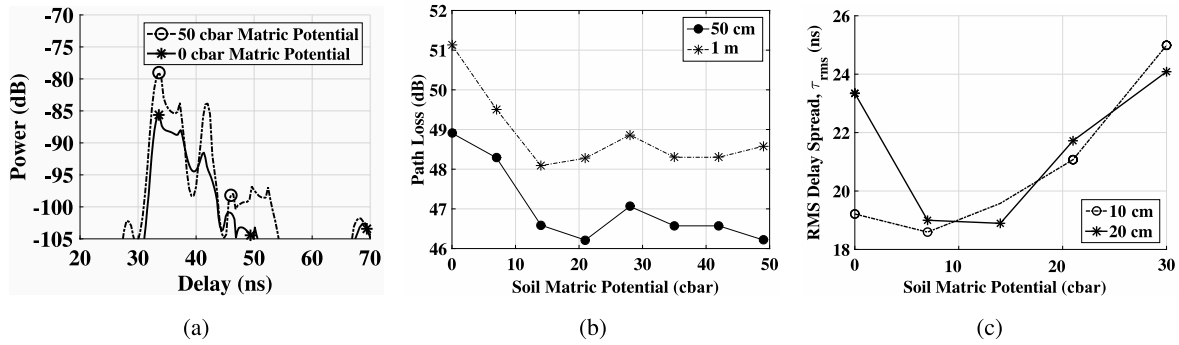 -70
-75
-80
-85
-90
-95
-100
-105
Power (dB)
50 cbar Matric Potential
0 cbar Matric Potential
20 30 40 50 60 70
Delay (ns)
(a)
52
51
50
49
48
47
46
Path Loss (dB)
50 cm
1 m
0 10 20 30 40 50
Soil Matric Potential (cbar)
(b)
26
24
22
20
18
RMS Delay Spread, τrms (ns)
10 cm
20 cm
0 10 20 30
Soil Matric Potential (cbar)
(c)